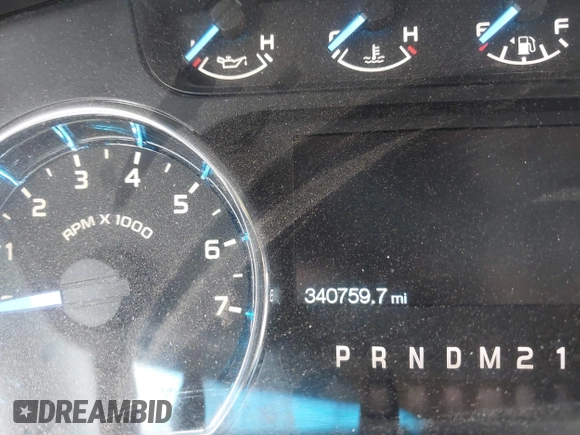 H
C H
E F
1 2 3 4 5 6 7
RPM X 1000
340759.7 mi
P R N D M 2 1
DREAMBID